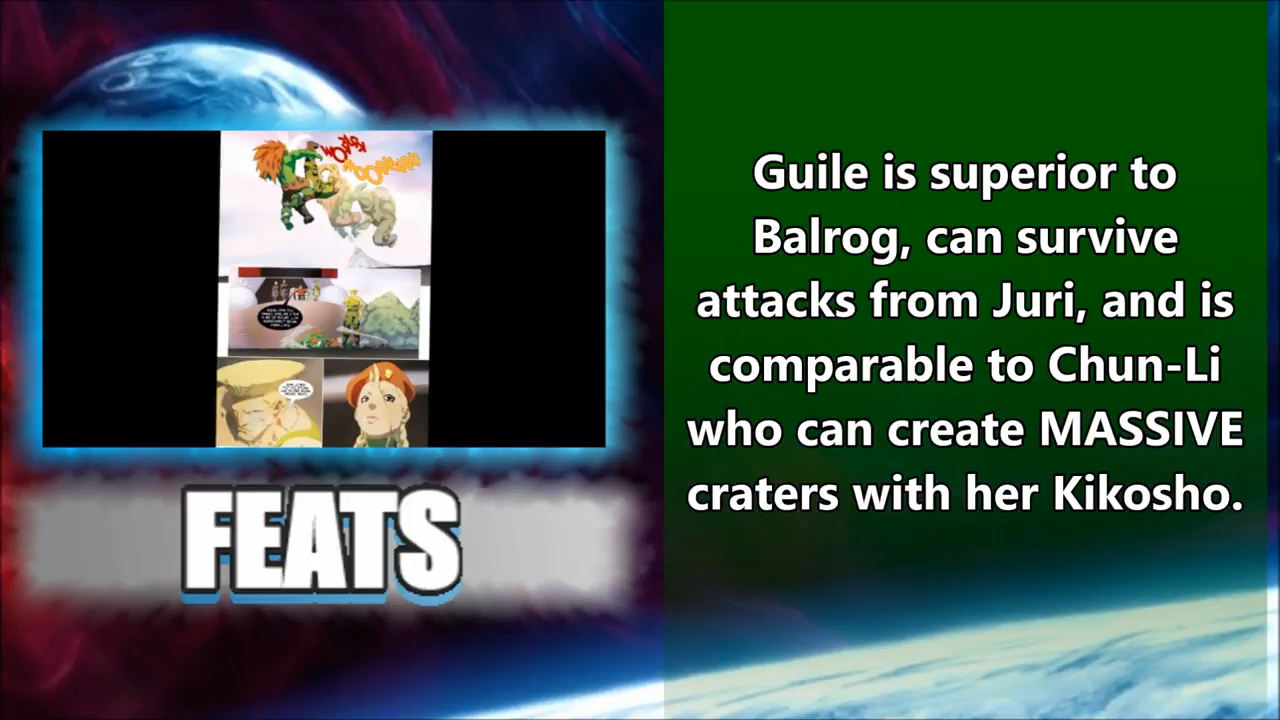 FEATS
Guile is superior to
Balrog, can survive
attacks from Juri, and is
comparable to Chun-Li
who can create MASSIVE
craters with her Kikosho.